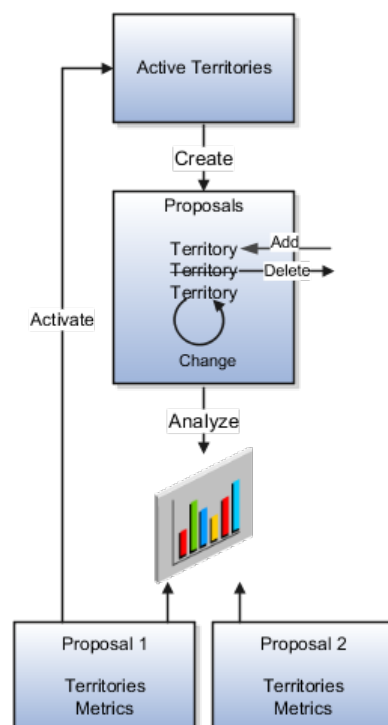 Active Territories
Create
Proposals
Territory
Add
Territory
Delete
Territory
Change
Activate
Analyze
Proposal 1
Territories
Metrics
Proposal 2
Territories
Metrics